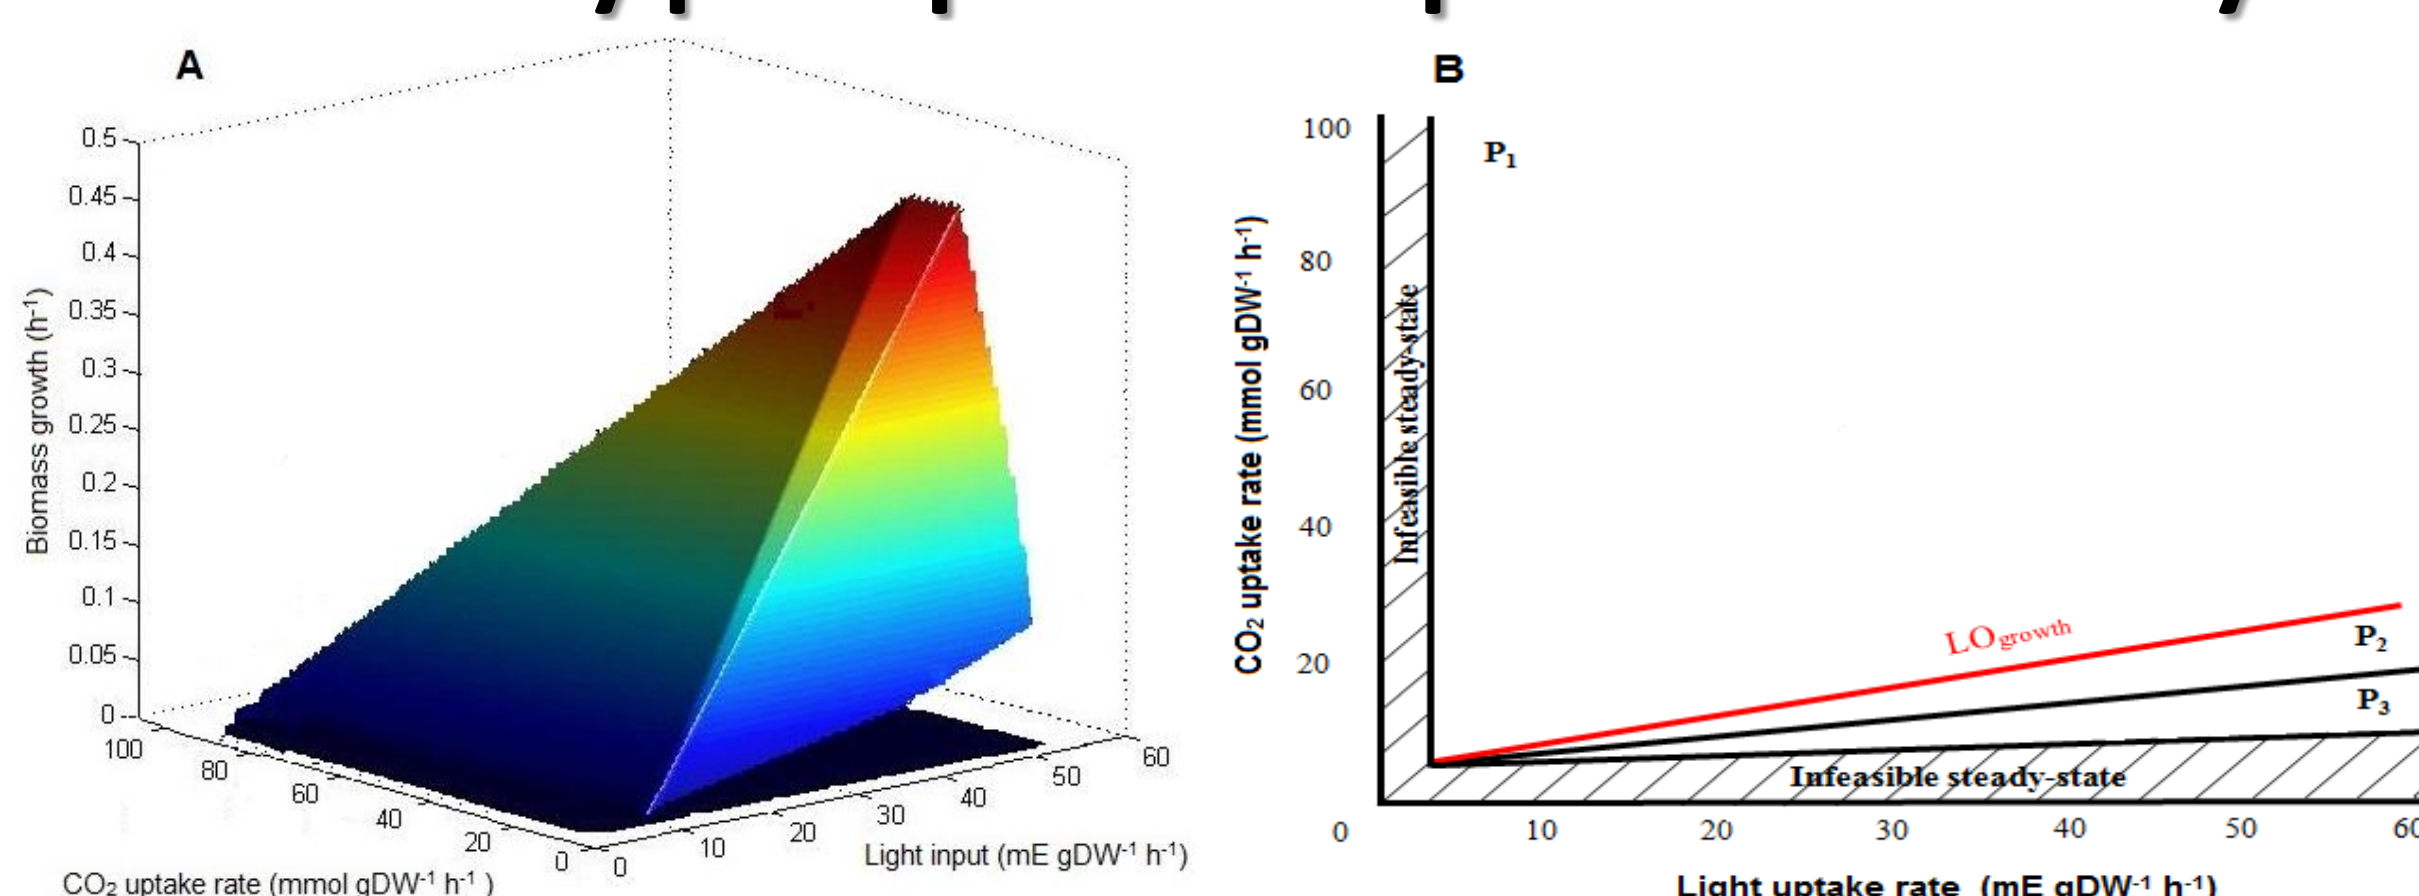 A
0.5
0.45
0.4
0.35
0.3
0.25
0.2
0.15
0.1
0.05
0
Biomass growth (h-1)
100
80
60
40
20
0
CO2 uptake rate (mmol gDW-1 h-1 )
0
10
20
30
40
50
60
Light input (mE gDW-1 h-1)
B
100
80
60
40
20
0
CO2 uptake rate (mmol gDW-1 h-1)
P1
Infeasible steady-state
LOgrowth
P2
P3
Infeasible steady-state
10
20
30
40
50
Light uptake rate (mE gDW-1 h-1)